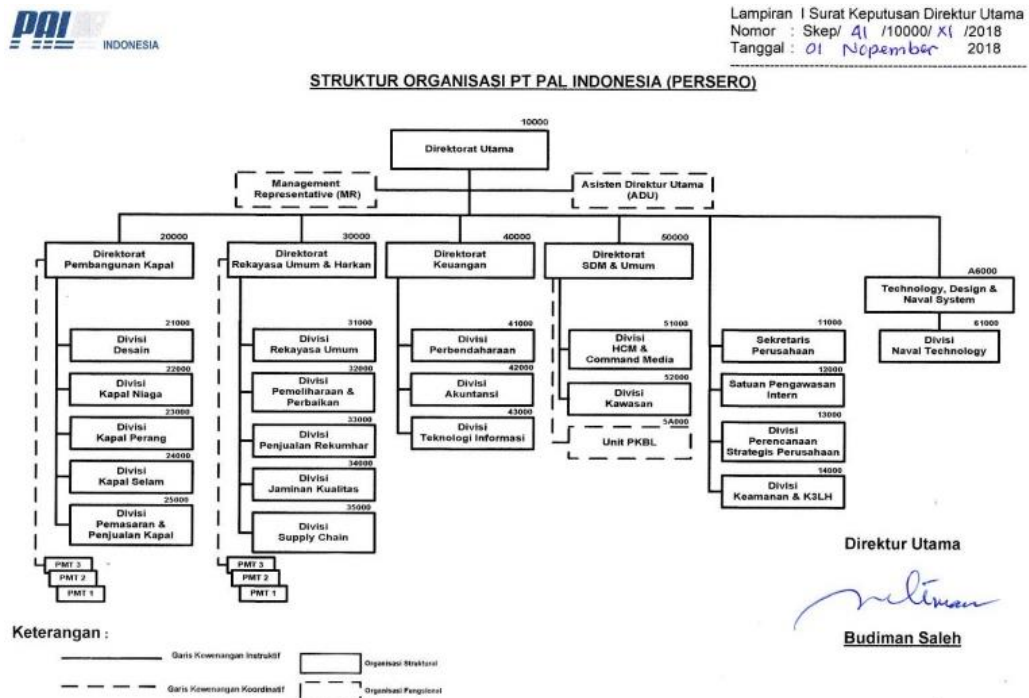 PAL
INDONESIA
Lampiran I Surat Keputusan Direktur Utama
Nomor : Skep/ 41 /10000/ XI /2018
Tanggal : 01 Nopember 2018
STRUKTUR ORGANISASI PT PAL INDONESIA (PERSERO)
10000
Direktorat Utama
Management
Representative (MR)
Asisten Direktur Utama
(ADU)
20000
Direktorat
Pembangunan Kapal
30000
Direktorat
Rekayasa Umum & Harkan
40000
Direktorat
Keuangan
50000
Direktorat
SDM & Umum
A6000
Technology, Design &
Naval System
21000
Divisi
Desain
22000
Divisi
Kapal Niaga
23000
Divisi
Kapal Perang
24000
Divisi
Kapal Selam
25000
Divisi
Pemasaran &
Penjualan Kapal
PMT 3
PMT 2
PMT 1
31000
Divisi
Rekayasa Umum
32000
Divisi
Pemeliharaan &
Perbaikan
33000
Divisi
Penjualan Rekumhar
34000
Divisi
Jaminan Kualitas
35000
Divisi
Supply Chain
PMT 3
PMT 2
PMT 1
41000
Divisi
Perbendaharaan
42000
Divisi
Akuntansi
43000
Divisi
Teknologi Informasi
51000
Divisi
HCM &
Command Media
52000
Divisi
Kawasan
5A000
Unit PKBL
11000
Sekretaris
Perusahaan
12000
Satuan Pengawasan
Intern
13000
Divisi
Perencanaan
Strategis Perusahaan
14000
Divisi
Keamanan & K3LH
61000
Divisi
Naval Technology
Direktur Utama
Budiman Saleh
Keterangan :
Garis Kewenangan Instruktif
Organisasi Struktural
Garis Kewenangan Koordinatif
Organisasi Fungsional